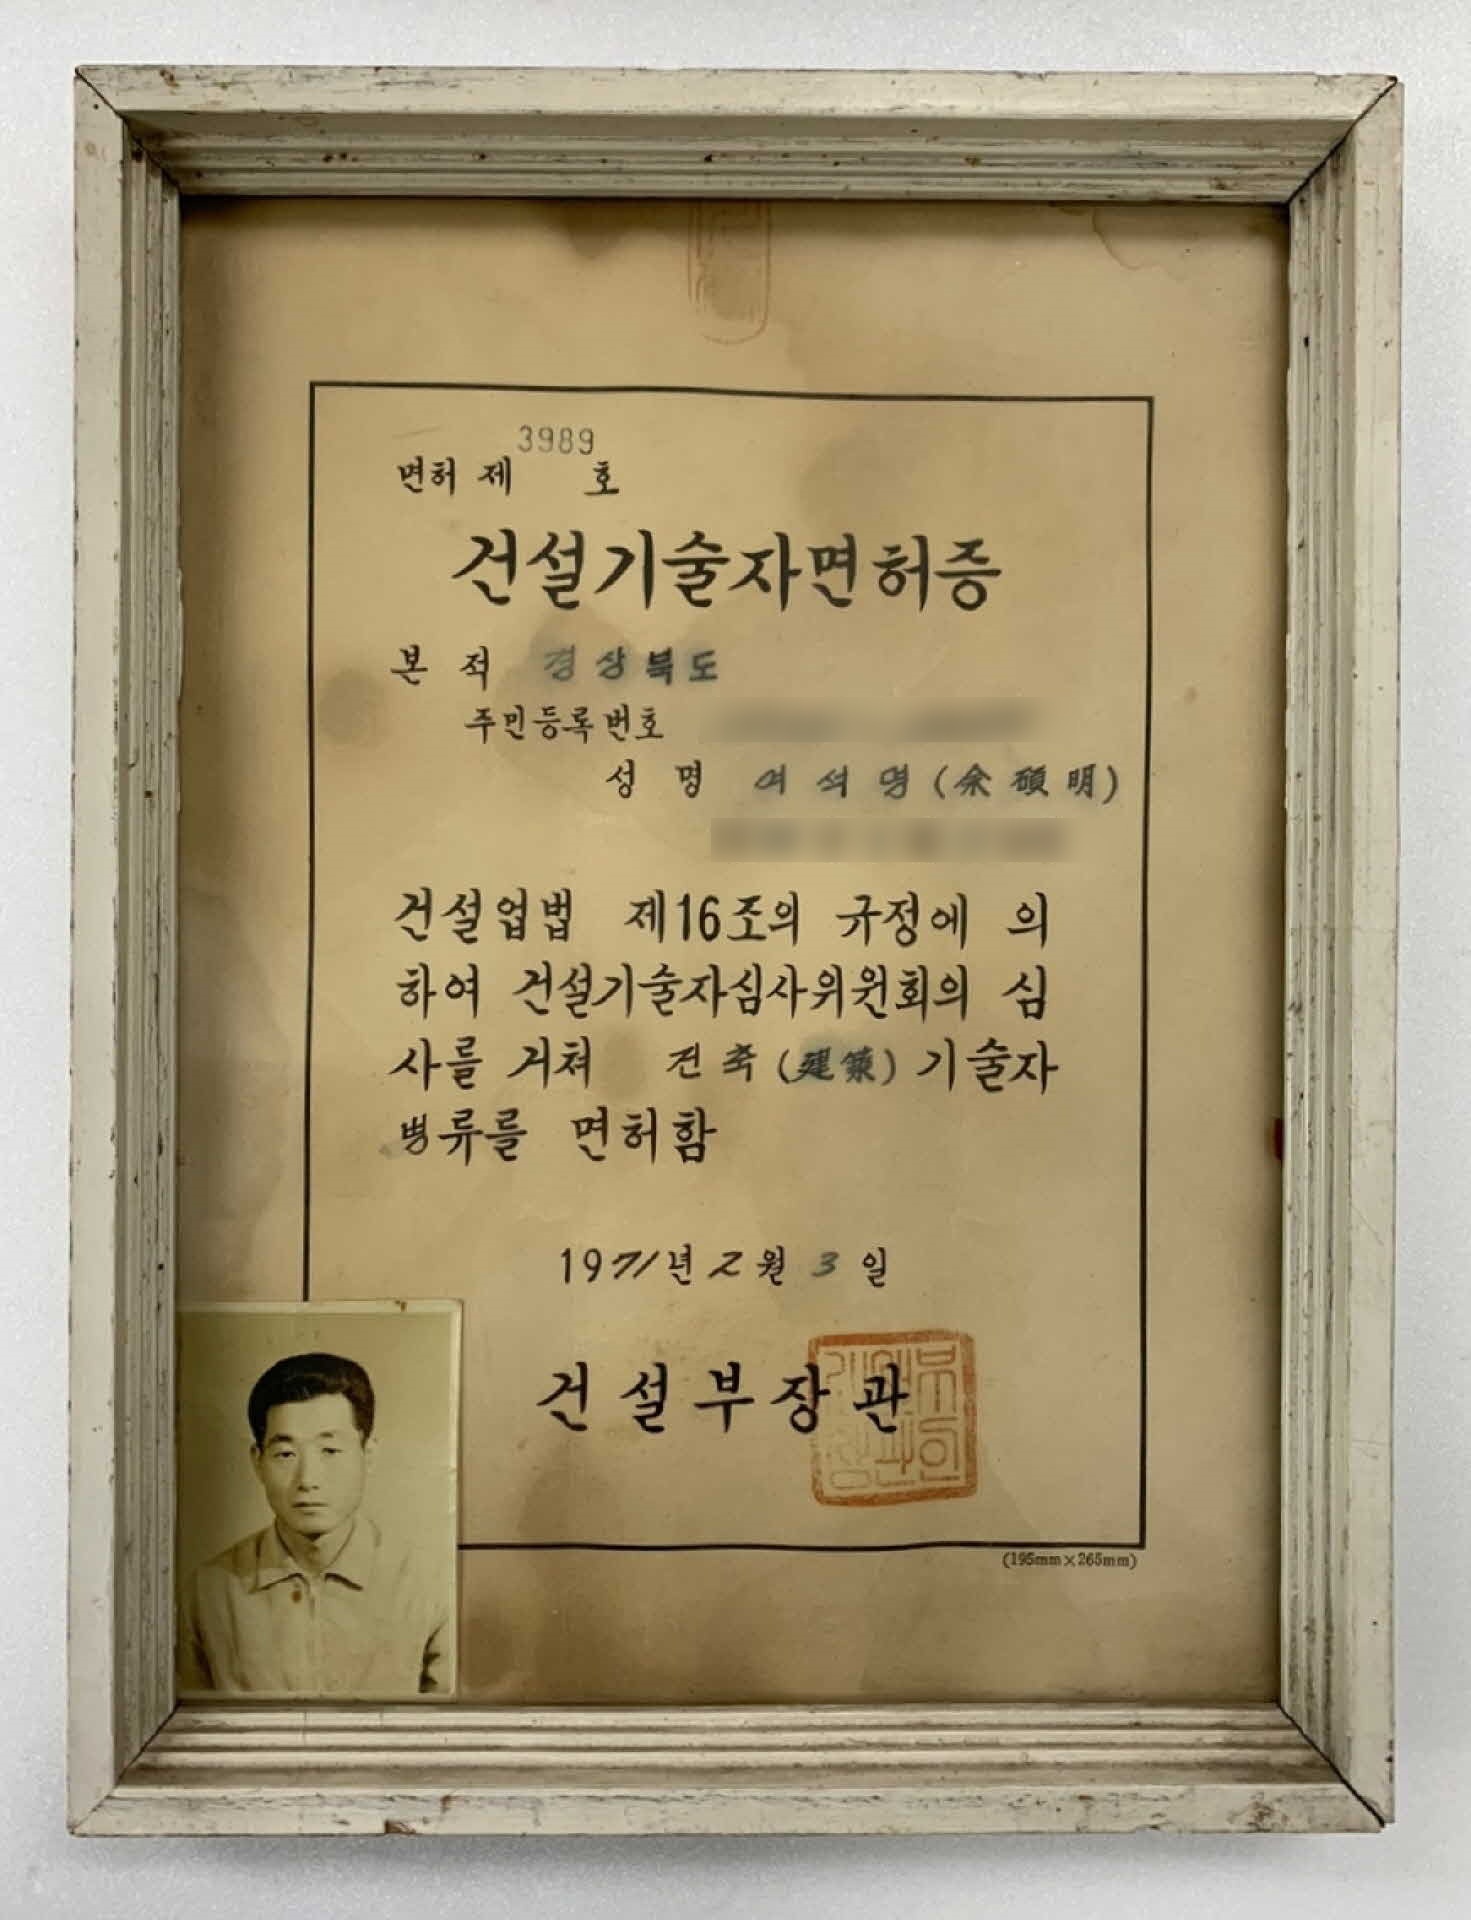 3989
면허 제 호
건설기술자면허증
본 적 경상북도
주민등록번호
성 명 여석명(余碩明)
건설업법 제16조의 규정에 의
하여 건설기술자심사위원회의 심
사를 거쳐 건축(建築)기술자
병류를 면허함
1971년 2월 3일
건설부장관
(195mm×265mm)